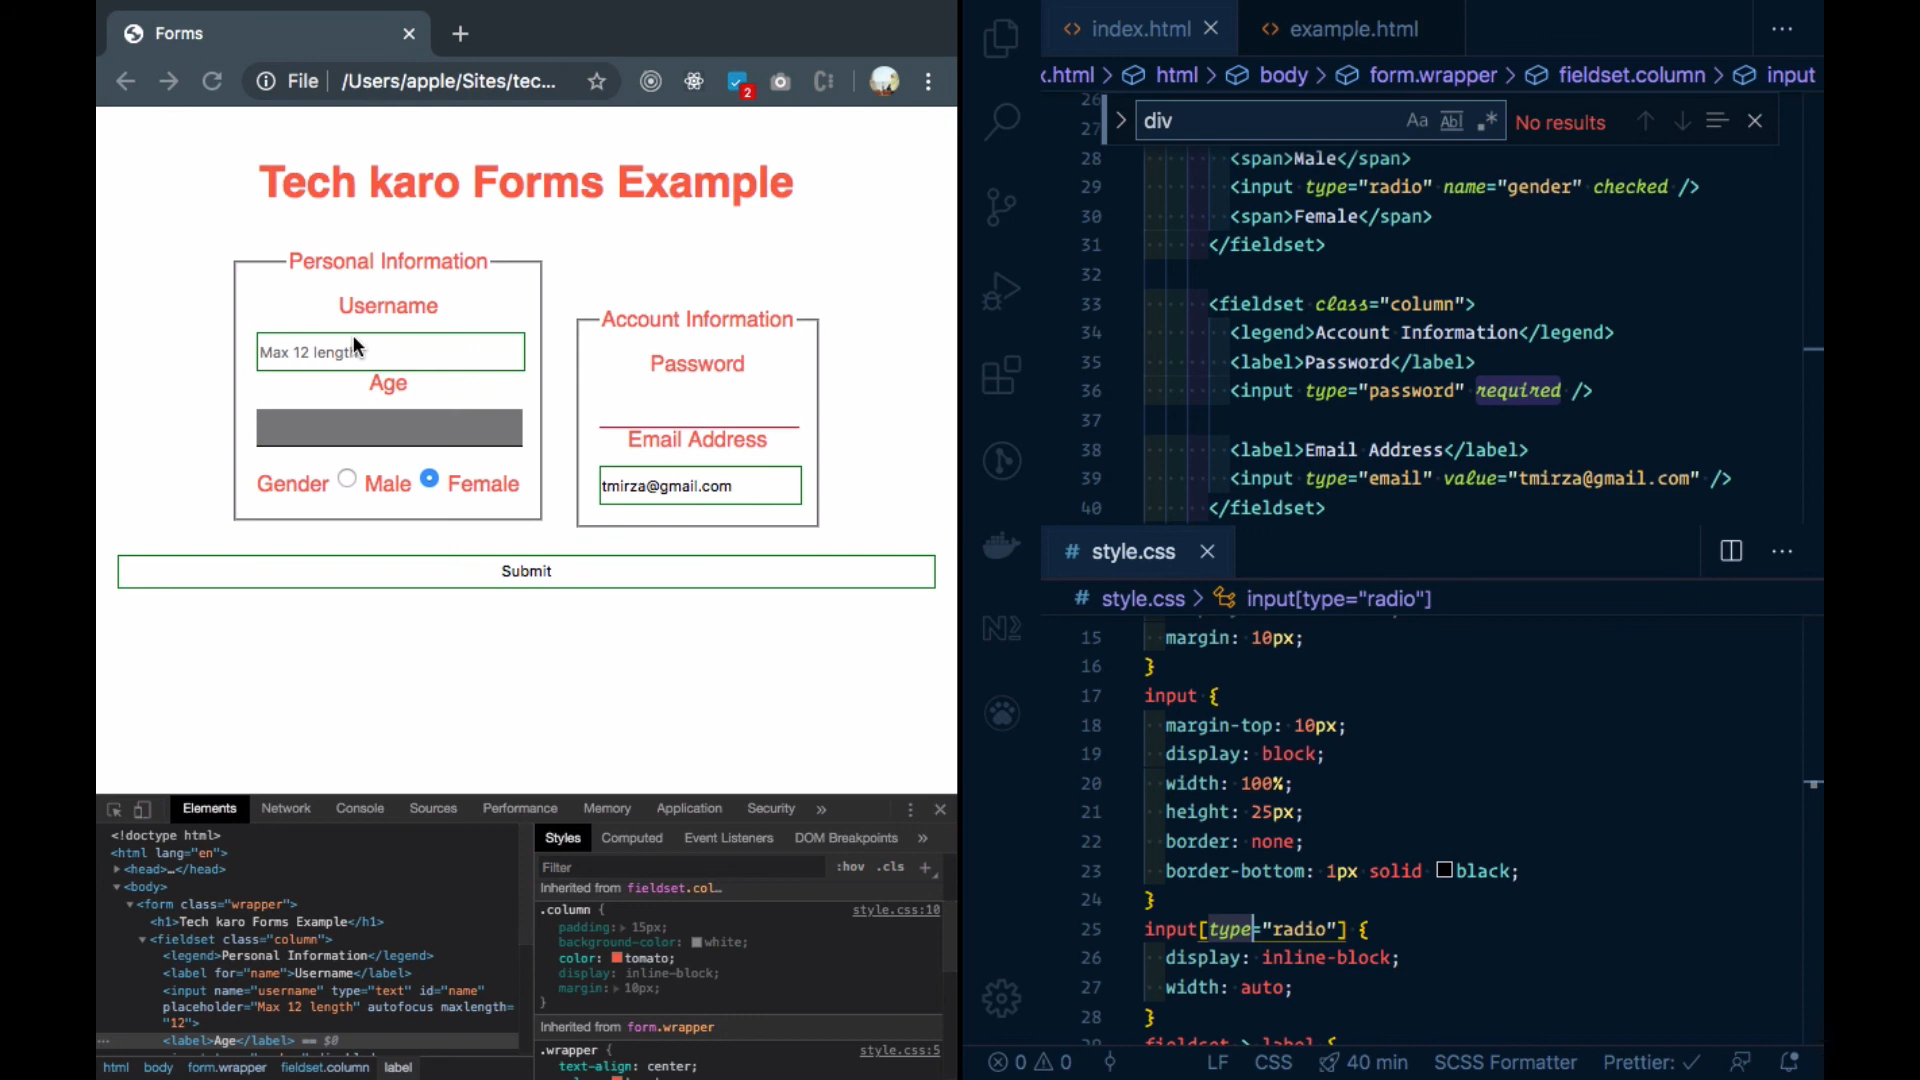 Forms
File
/Users/apple/Sites/tec...
2
Tech karo Forms Example
Personal Information
Username
Max 12 length
Age
Gender Male Female
Account Information
Password
Email Address
tmirza@gmail.com
Submit
Elements Network Console Sources Performance Memory Application Security »
<!doctype html>
<html lang="en">
<head>…</head>
<body>
<form class="wrapper">
<h1>Tech karo Forms Example</h1>
<fieldset class="column">
<legend>Personal Information</legend>
<label for="name">Username</label>
<input name="username" type="text" id="name"
placeholder="Max 12 length" autofocus maxlength=
"12">
<label>Age</label> == $0
html body form.wrapper fieldset.column label
Styles Computed Event Listeners DOM Breakpoints »
Filter :hov .cls +
Inherited from fieldset.col…
.column { style.css:10
padding: 15px;
background-color: white;
color: tomato;
display: inline-block;
margin: 10px;
}
Inherited from form.wrapper
.wrapper { style.css:5
text-align: center;
index.html
example.html
x.html > html > body > form.wrapper > fieldset.column > input
div
Aa Abl .* No results
26
27
28 <span>Male</span>
29 <input type="radio" name="gender" checked />
30 <span>Female</span>
31 </fieldset>
32
33 <fieldset class="column">
34 <legend>Account Information</legend>
35 <label>Password</label>
36 <input type="password" required />
37
38 <label>Email Address</label>
39 <input type="email" value="tmirza@gmail.com" />
40 </fieldset>
# style.css
# style.css > input[type="radio"]
15 margin: 10px;
16 }
17 input {
18 margin-top: 10px;
19 display: block;
20 width: 100%;
21 height: 25px;
22 border: none;
23 border-bottom: 1px solid black;
24 }
25 input[type="radio"] {
26 display: inline-block;
27 width: auto;
28 }
fieldset > label {
0 0 LF CSS 40 min SCSS Formatter Prettier: ✓